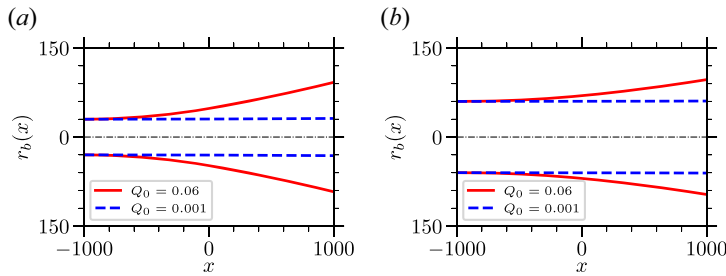 (a)
150
0
150
r_b(x)
Q_0 = 0.06
Q_0 = 0.001
−1000
0
1000
x
(b)
150
0
150
r_b(x)
Q_0 = 0.06
Q_0 = 0.001
−1000
0
1000
x